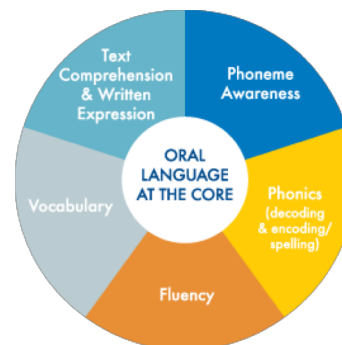 Text
Comprehension
& Written
Expression
Phoneme
Awareness
ORAL
LANGUAGE
AT THE CORE
Vocabulary
Phonics
(decoding
& encoding/
spelling)
Fluency